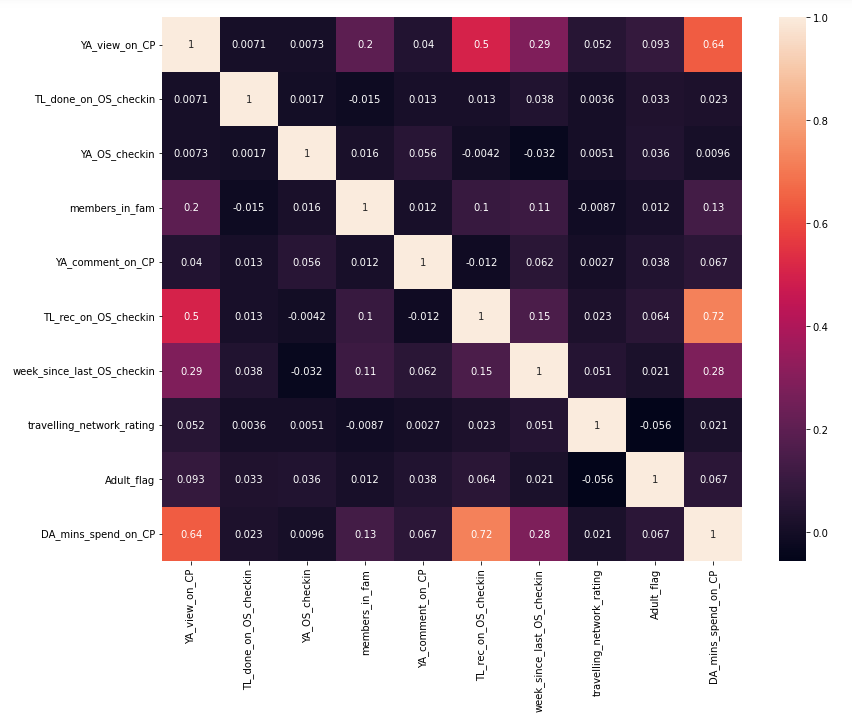 YA_view_on_CP 1 0.0071 0.0073 0.2 0.04 0.5 0.29 0.052 0.093 0.64
TL_done_on_OS_checkin 0.0071 1 0.0017 -0.015 0.013 0.013 0.038 0.0036 0.033 0.023
YA_OS_checkin 0.0073 0.0017 1 0.016 0.056 -0.0042 -0.032 0.0051 0.036 0.0096
members_in_fam 0.2 -0.015 0.016 1 0.012 0.1 0.11 -0.0087 0.012 0.13
YA_comment_on_CP 0.04 0.013 0.056 0.012 1 -0.012 0.062 0.0027 0.038 0.067
TL_rec_on_OS_checkin 0.5 0.013 -0.0042 0.1 -0.012 1 0.15 0.023 0.064 0.72
week_since_last_OS_checkin 0.29 0.038 -0.032 0.11 0.062 0.15 1 0.051 0.021 0.28
travelling_network_rating 0.052 0.0036 0.0051 -0.0087 0.0027 0.023 0.051 1 -0.056 0.021
Adult_flag 0.093 0.033 0.036 0.012 0.038 0.064 0.021 -0.056 1 0.067
DA_mins_spend_on_CP 0.64 0.023 0.0096 0.13 0.067 0.72 0.28 0.021 0.067 1
YA_view_on_CP
TL_done_on_OS_checkin
YA_OS_checkin
members_in_fam
YA_comment_on_CP
TL_rec_on_OS_checkin
week_since_last_OS_checkin
travelling_network_rating
Adult_flag
DA_mins_spend_on_CP
1.0
0.8
0.6
0.4
0.2
0.0